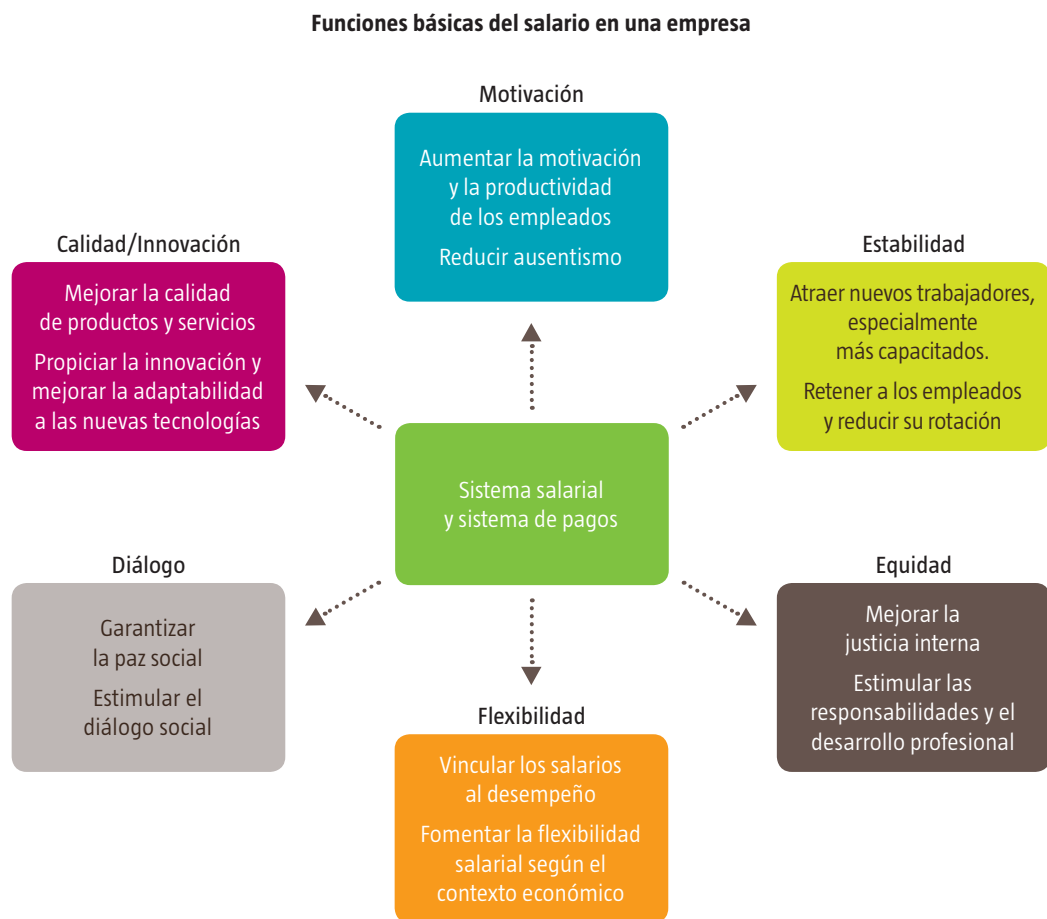 Funciones básicas del salario en una empresa
Motivación
Aumentar la motivación
y la productividad
de los empleados
Reducir ausentismo
Calidad/Innovación
Mejorar la calidad
de productos y servicios
Propiciar la innovación y
mejorar la adaptabilidad
a las nuevas tecnologías
Estabilidad
Atraer nuevos trabajadores,
especialmente
más capacitados.
Retener a los empleados
y reducir su rotación
Sistema salarial
y sistema de pagos
Diálogo
Garantizar
la paz social
Estimular el
diálogo social
Equidad
Mejorar la
justicia interna
Estimular las
responsabilidades y el
desarrollo profesional
Flexibilidad
Vincular los salarios
al desempeño
Fomentar la flexibilidad
salarial según el
contexto económico